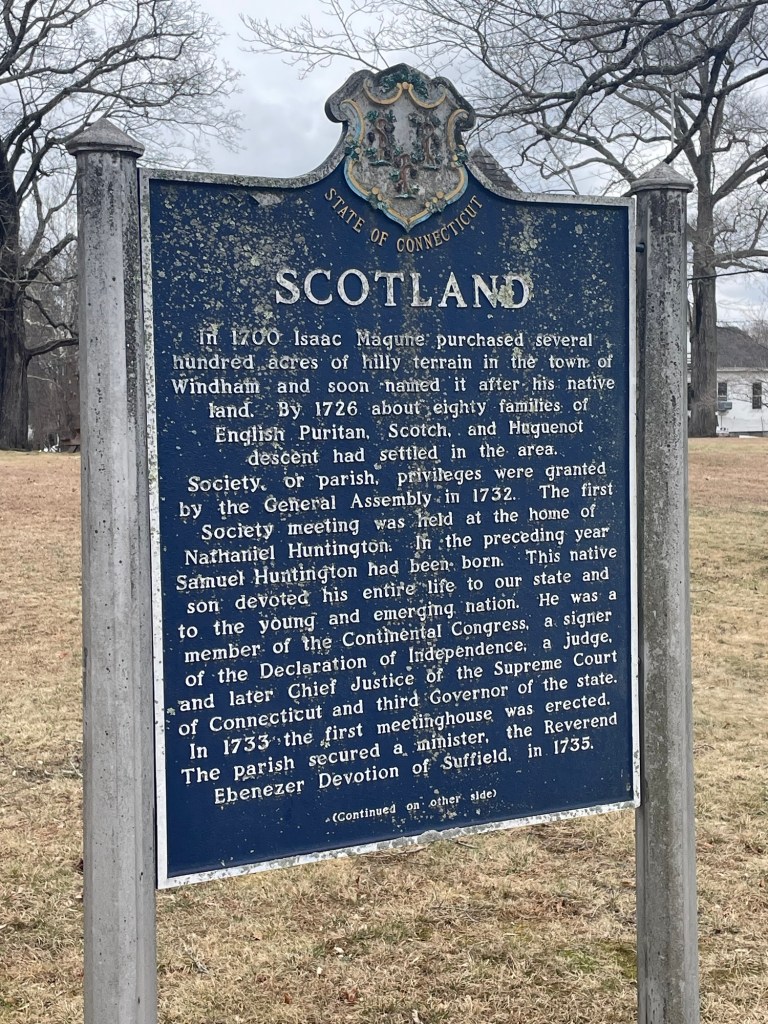 STATE OF CONNECTICUT
SCOTLAND
In 1700 Isaac Magune purchased several
hundred acres of hilly terrain in the town of
Windham and soon named it after his native
land. By 1726 about eighty families of
English Puritan, Scotch, and Huguenot
descent had settled in the area.
Society, or parish, privileges were granted
by the General Assembly in 1732. The first
Society meeting was held at the home of
Nathaniel Huntington. In the preceding year
Samuel Huntington had been born. This native
son devoted his entire life to our state and
to the young and emerging nation. He was a
member of the Continental Congress, a signer
of the Declaration of Independence, a judge,
and later Chief Justice of the Supreme Court
of Connecticut and third Governor of the state.
In 1733 the first meetinghouse was erected.
The parish secured a minister, the Reverend
Ebenezer Devotion of Suffield, in 1735.
(Continued on other side)